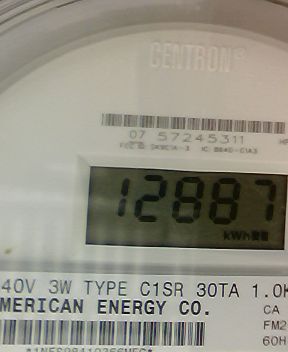 CENTRON®
07 57245311
12887
kWh
40V 3W TYPE C1SR 30TA 1.0K
MERICAN ENERGY CO.
CA
FM2
60H